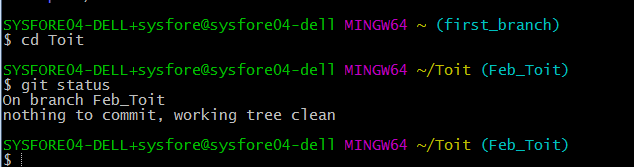 SYSFORE04-DELL+sysfore@sysfore04-dell MINGW64 ~ (first_branch)
$ cd Toit
SYSFORE04-DELL+sysfore@sysfore04-dell MINGW64 ~/Toit (Feb_Toit)
$ git status
On branch Feb_Toit
nothing to commit, working tree clean
SYSFORE04-DELL+sysfore@sysfore04-dell MINGW64 ~/Toit (Feb_Toit)
$